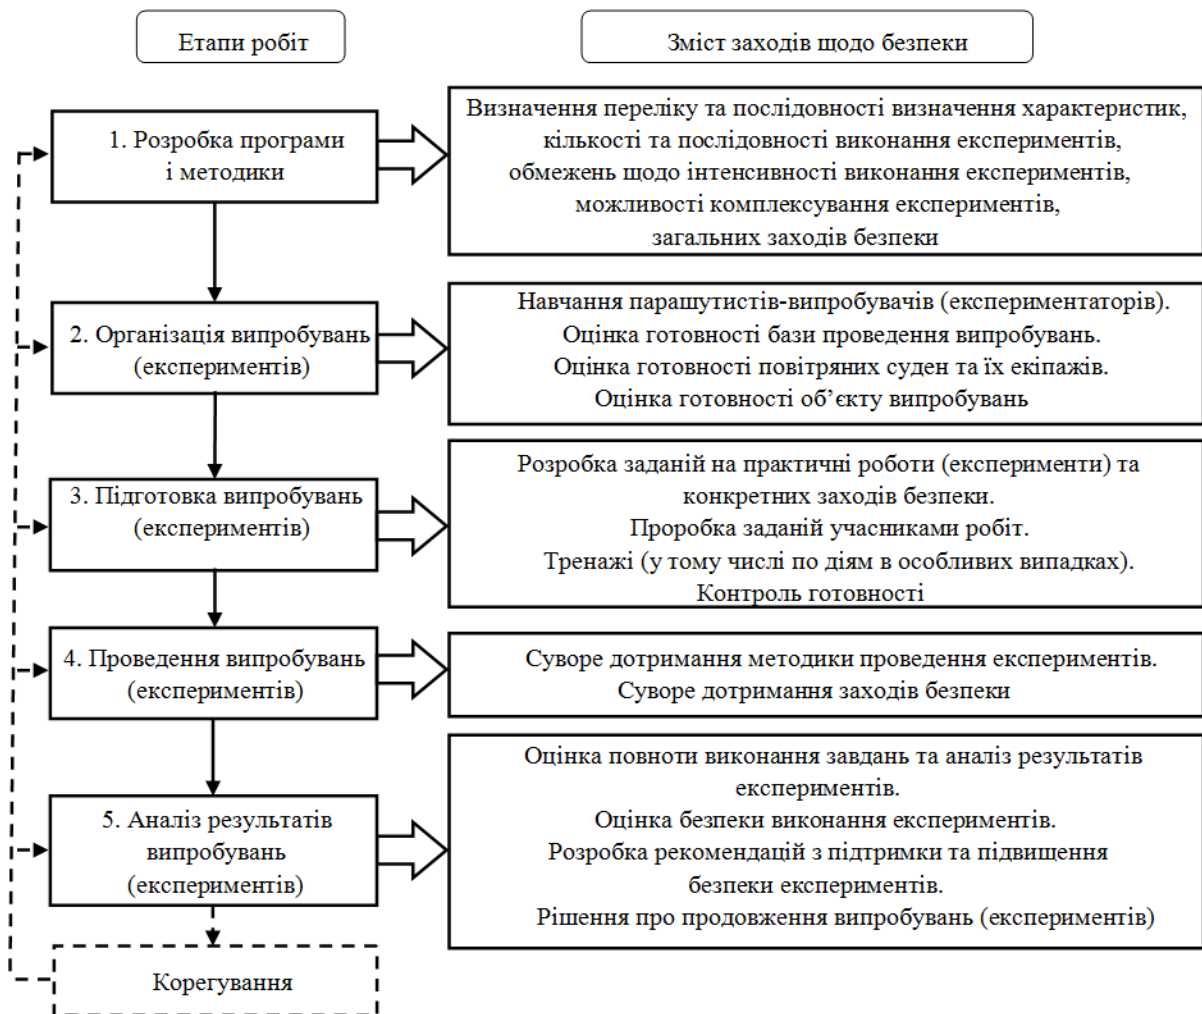 Етапи робіт
Зміст заходів щодо безпеки
1. Розробка програми
і методики
Визначення переліку та послідовності визначення характеристик,
кількості та послідовності виконання експериментів,
обмежень щодо інтенсивності виконання експериментів,
можливості комплексування експериментів,
загальних заходів безпеки
2. Організація випробувань
(експериментів)
Навчання парашутистів-випробувачів (експериментаторів).
Оцінка готовності бази проведення випробувань.
Оцінка готовності повітряних суден та їх екіпажів.
Оцінка готовності об’єкту випробувань
3. Підготовка випробувань
(експериментів)
Розробка заданій на практичні роботи (експерименти) та
конкретних заходів безпеки.
Проробка заданій учасниками робіт.
Тренажі (у тому числі по діям в особливих випадках).
Контроль готовності
4. Проведення випробувань
(експериментів)
Суворе дотримання методики проведення експериментів.
Суворе дотримання заходів безпеки
5. Аналіз результатів
випробувань
(експериментів)
Оцінка повноти виконання завдань та аналіз результатів
експериментів.
Оцінка безпеки виконання експериментів.
Розробка рекомендацій з підтримки та підвищення
безпеки експериментів.
Рішення про продовження випробувань (експериментів)
Корегування